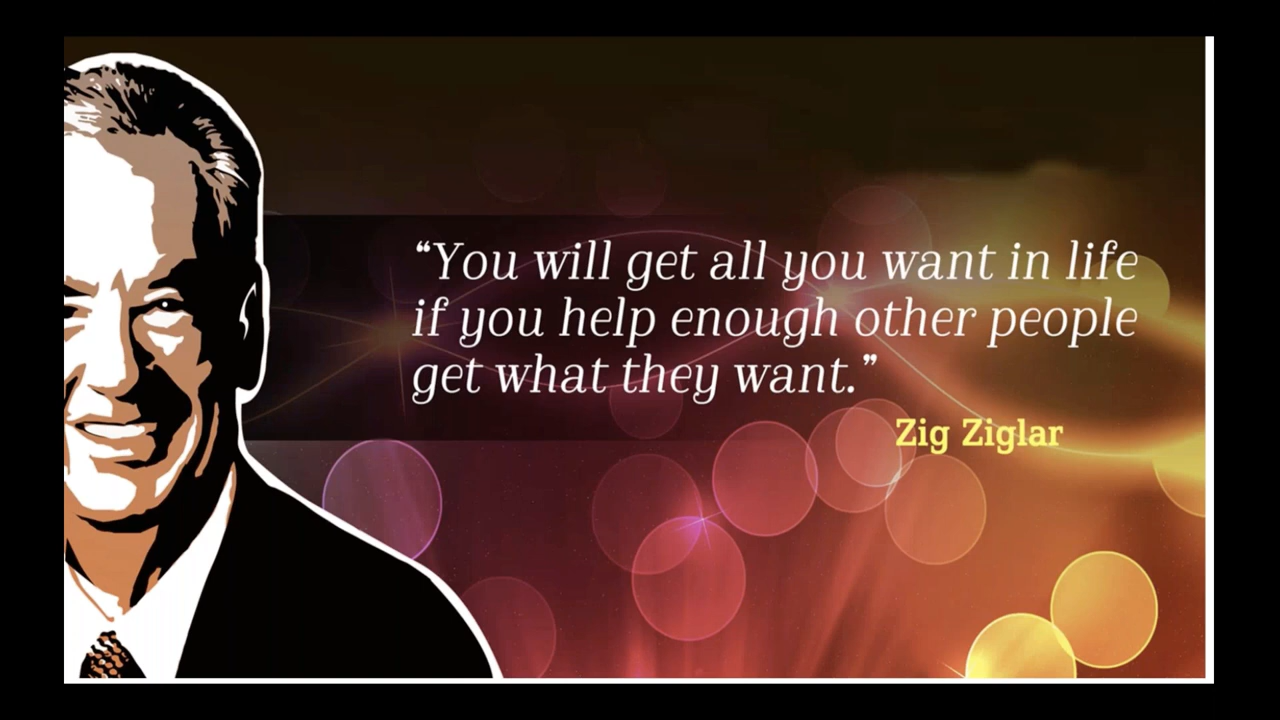 “You will get all you want in life
if you help enough other people
get what they want.”
Zig Ziglar